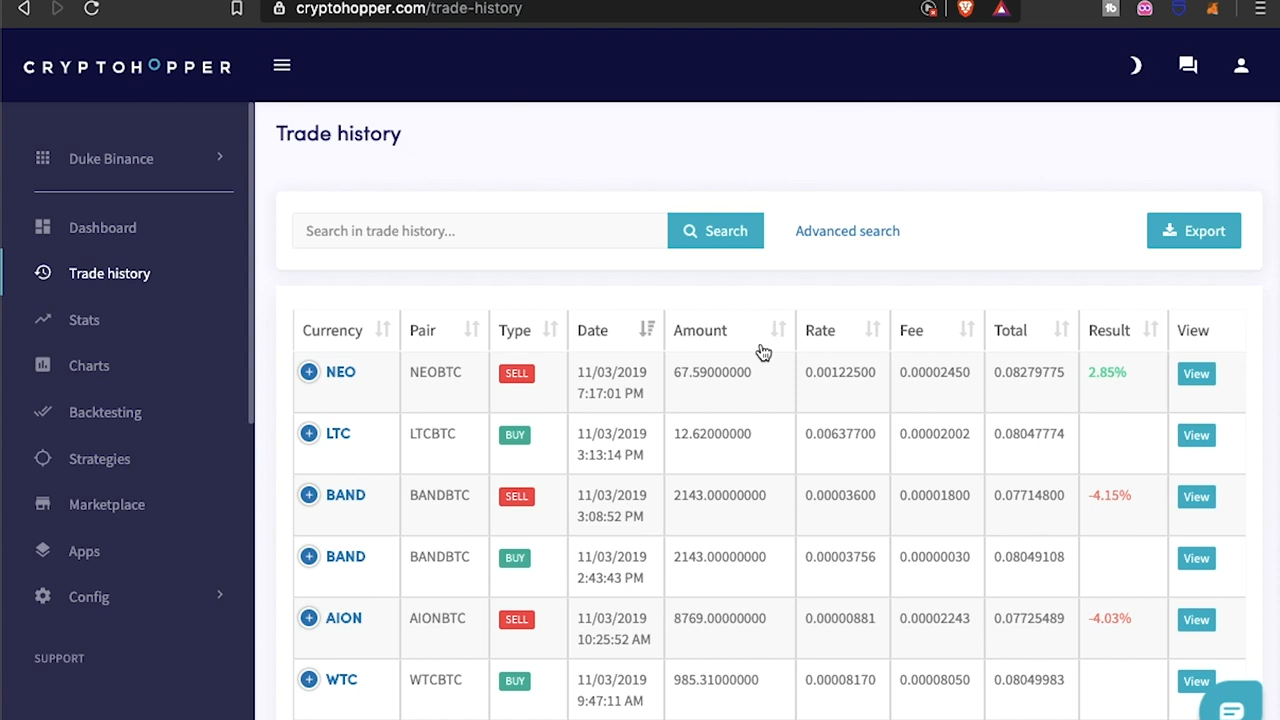 cryptohopper.com/trade-history
CRYPTOHOPPER
Duke Binance
Dashboard
Trade history
Stats
Charts
Backtesting
Strategies
Marketplace
Apps
Config
SUPPORT
Trade history
Search in trade history...
Search
Advanced search
Export
Currency Pair Type Date Amount Rate Fee Total Result View
NEO NEOBTC SELL 11/03/2019 67.59000000 0.00122500 0.00002450 0.08279775 2.85% View
7:17:01 PM
LTC LTCBTC BUY 11/03/2019 12.62000000 0.00637700 0.00002002 0.08047774 View
3:13:14 PM
BAND BANDBTC SELL 11/03/2019 2143.00000000 0.00003600 0.00001800 0.07714800 -4.15% View
3:08:52 PM
BAND BANDBTC BUY 11/03/2019 2143.00000000 0.00003756 0.00000030 0.08049108 View
2:43:43 PM
AION AIONBTC SELL 11/03/2019 8769.00000000 0.00000881 0.00002243 0.07725489 -4.03% View
10:25:52 AM
WTC WTCBTC BUY 11/03/2019 985.31000000 0.00008170 0.00008050 0.08049983 View
9:47:11 AM